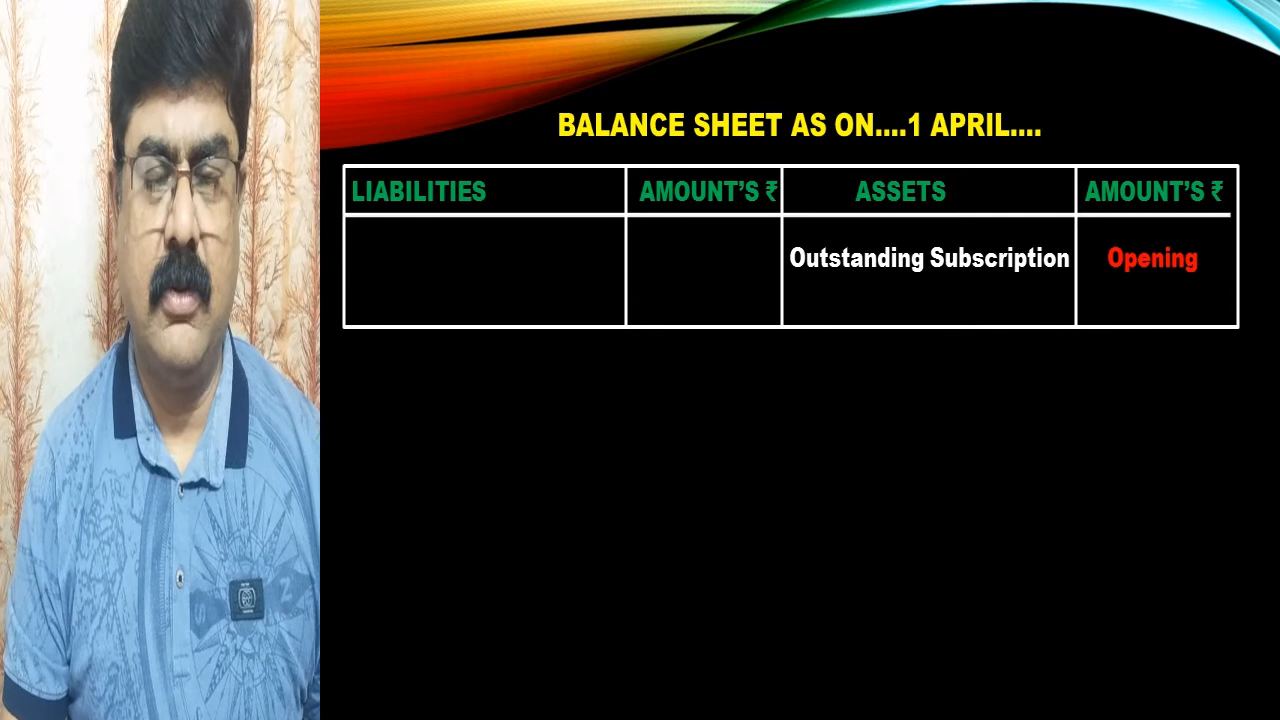 BALANCE SHEET AS ON....1 APRIL....
LIABILITIES AMOUNT’S ₹ ASSETS AMOUNT’S ₹
Outstanding Subscription Opening